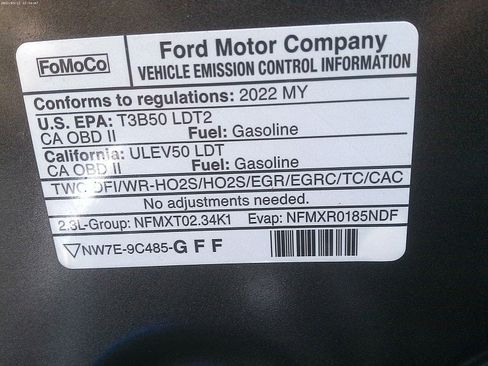 FoMoCo
Ford Motor Company
VEHICLE EMISSION CONTROL INFORMATION
Conforms to regulations: 2022 MY
U.S. EPA: T3B50 LDT2
CA OBD II Fuel: Gasoline
California: ULEV50 LDT
CA OBD II Fuel: Gasoline
TWC/DFI/WR-HO2S/HO2S/EGR/EGRC/TC/CAC
No adjustments needed.
2.3L-Group: NFMXT02.34K1 Evap: NFMXR0185NDF
NW7E-9C485-GFF